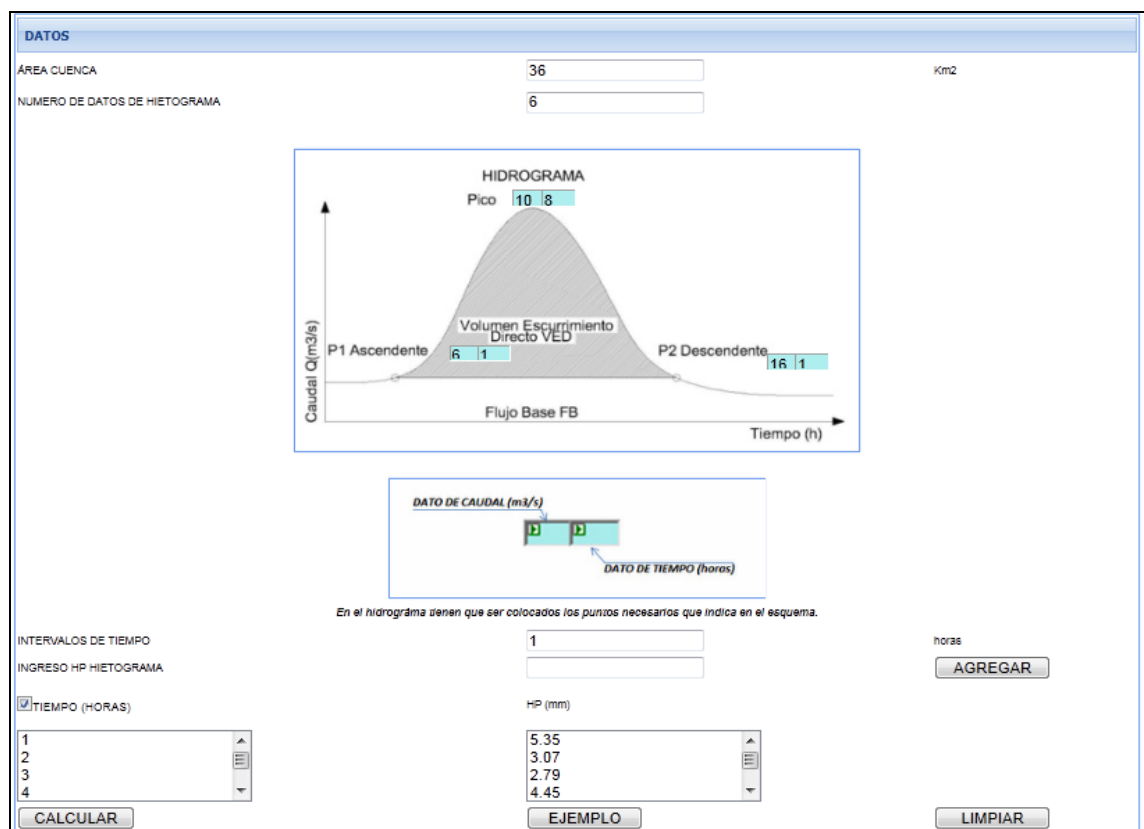 DATOS
ÁREA CUENCA 36 Km2
NUMERO DE DATOS DE HIETOGRAMA 6
HIDROGRAMA
Pico 10 8
Caudal Q(m3/s)
Volumen Escurrimiento
Directo VED
P1 Ascendente 6 1
P2 Descendente 16 1
Flujo Base FB
Tiempo (h)
DATO DE CAUDAL (m3/s)
DATO DE TIEMPO (horas)
En el hidrográma tienen que ser colocados los puntos necesarios que indica en el esquema.
INTERVALOS DE TIEMPO 1 horas
INGRESO HP HIETOGRAMA AGREGAR
TIEMPO (HORAS) HP (mm)
1 5.35
2 3.07
3 2.79
4 4.45
CALCULAR EJEMPLO LIMPIAR